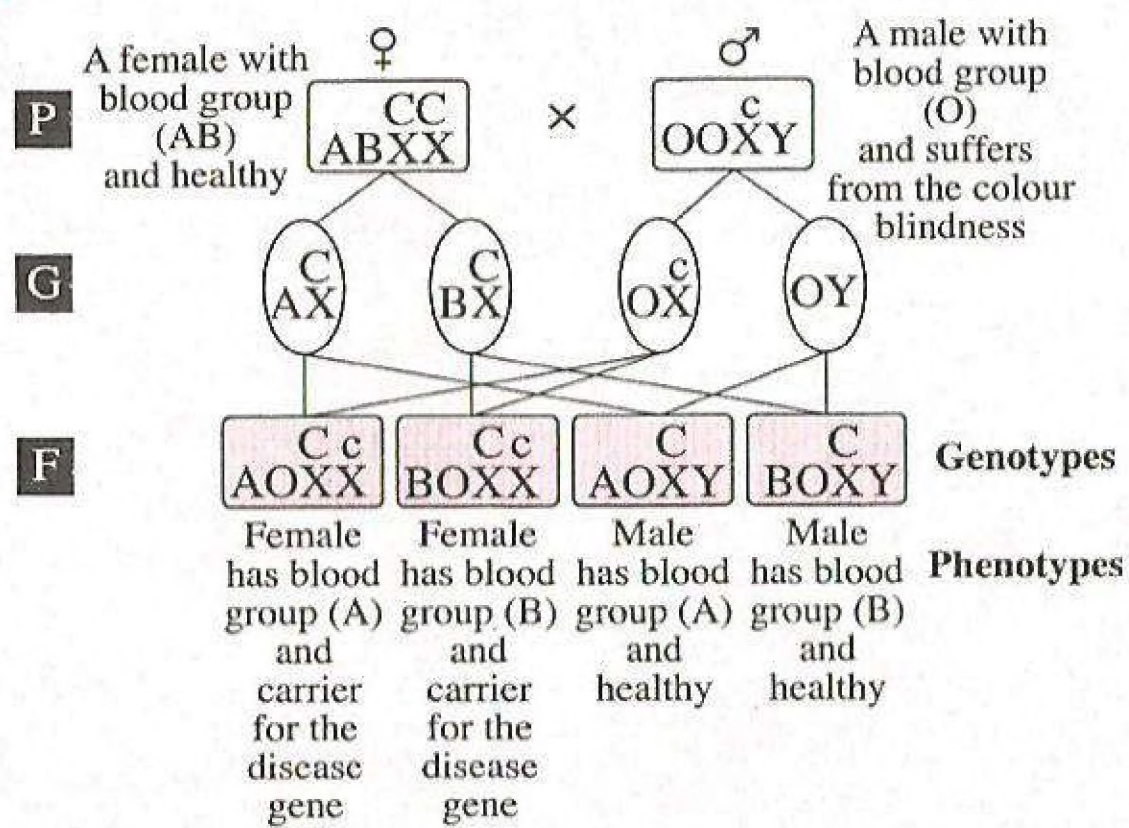 ♀
A female with
blood group
(AB)
and healthy
P
CC
ABXX
×
♂
c
OOXY
A male with
blood group
(O)
and suffers
from the colour
blindness
G
C
AX
C
BX
c
OX
OY
F
C c
AOXX
C c
BOXX
C
AOXY
C
BOXY
Genotypes
Female
has blood
group (A)
and
carrier
for the
disease
gene
Female
has blood
group (B)
and
carrier
for the
disease
gene
Male
has blood
group (A)
and
healthy
Male
has blood
group (B)
and
healthy
Phenotypes